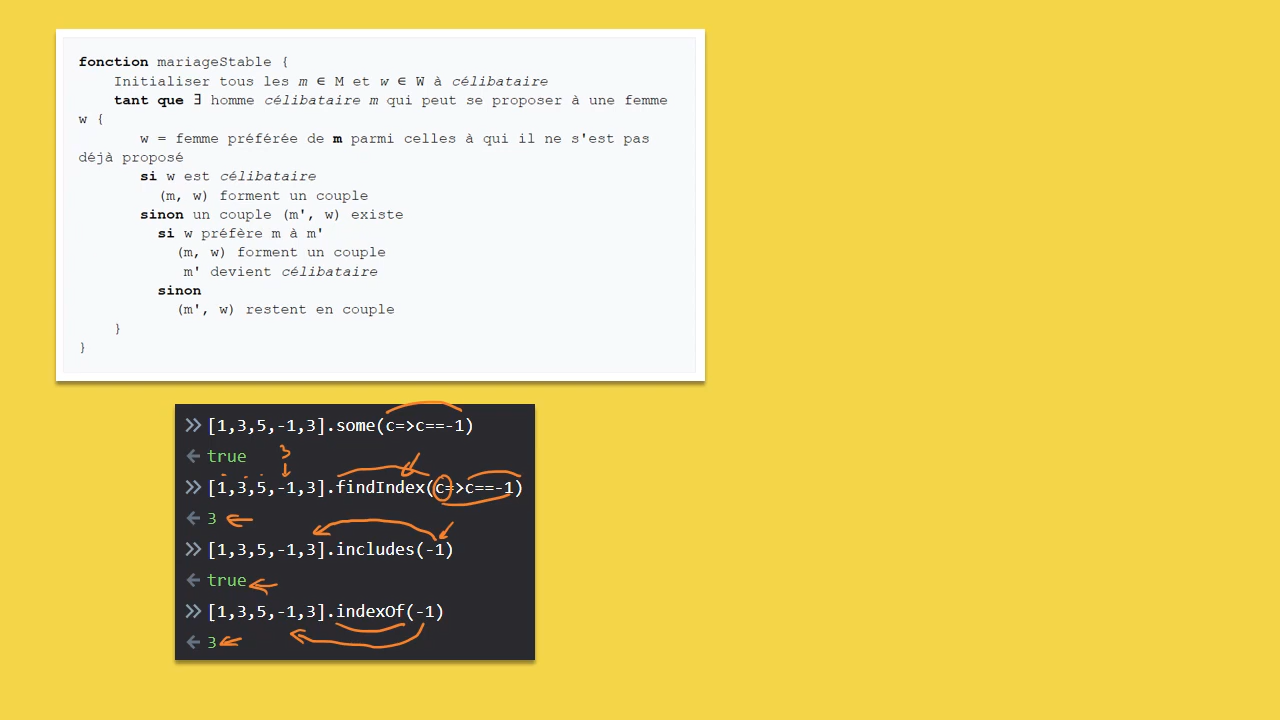 fonction mariageStable {
Initialiser tous les m ∈ M et w ∈ W à célibataire
tant que ∃ homme célibataire m qui peut se proposer à une femme
w {
w = femme préférée de m parmi celles à qui il ne s'est pas
déjà proposé
si w est célibataire
(m, w) forment un couple
sinon un couple (m', w) existe
si w préfère m à m'
(m, w) forment un couple
m' devient célibataire
sinon
(m', w) restent en couple
}
}
>> [1,3,5,-1,3].some(c=>c==-1)
← true
3
>> [1,3,5,-1,3].findIndex(c=>c==-1)
← 3
>> [1,3,5,-1,3].includes(-1)
← true
>> [1,3,5,-1,3].indexOf(-1)
← 3